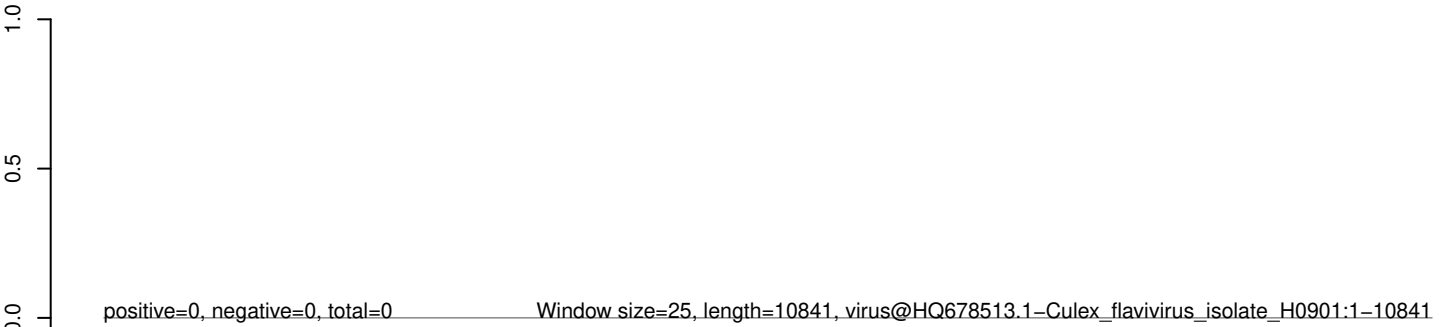 1.0
0.5
0.0
positive=0, negative=0, total=0 Window size=25, length=10841, virus@HQ678513.1−Culex_flavivirus_isolate_H0901:1−10841